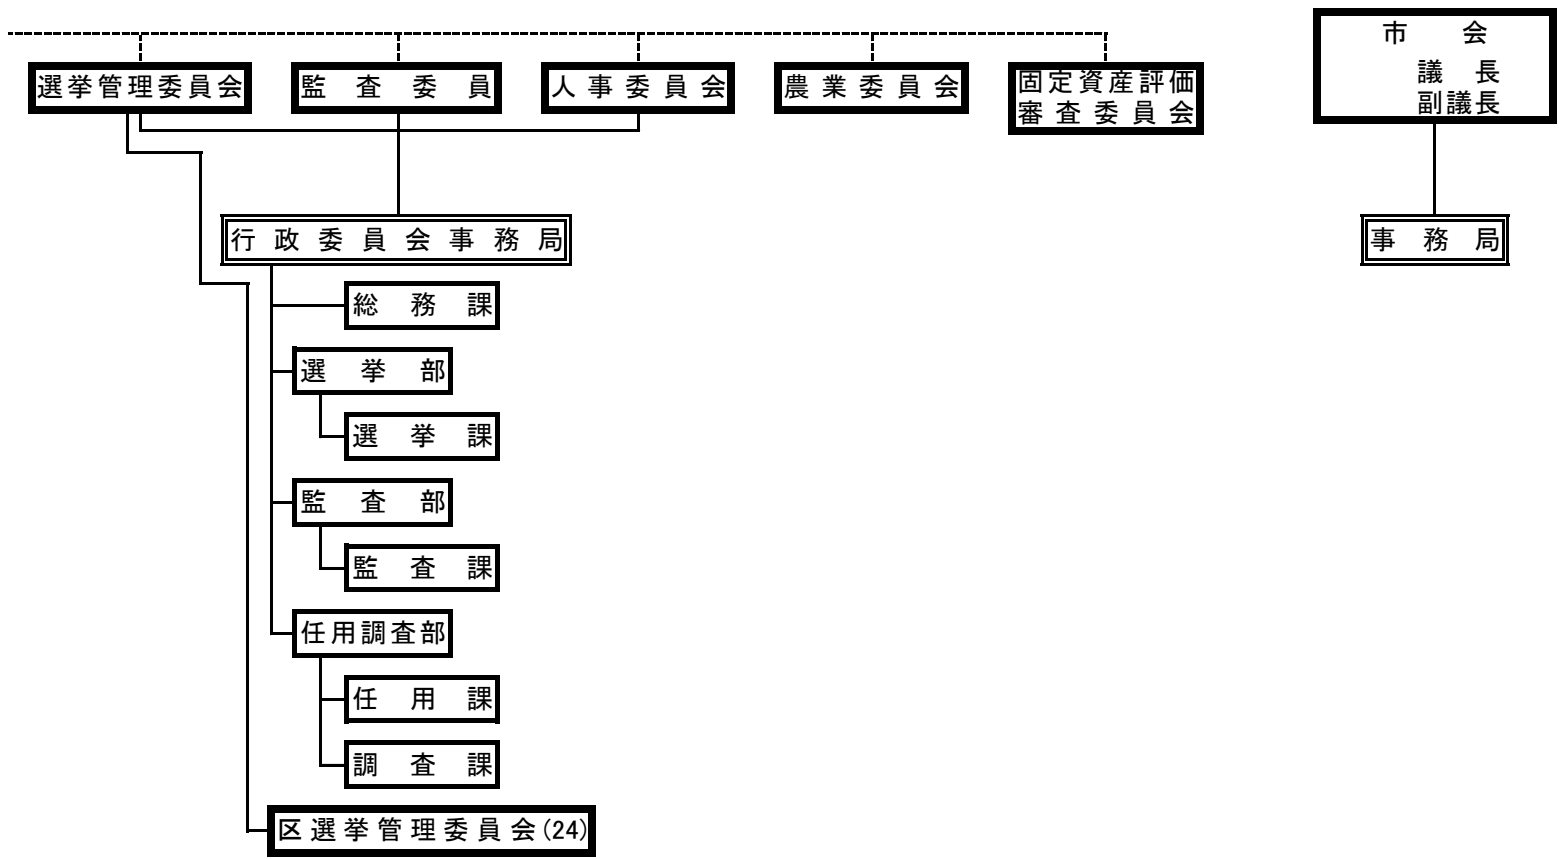 選挙管理委員会
監査委員
人事委員会
農業委員会
固定資産評価
審査委員会
市会
議長
副議長
行政委員会事務局
事務局
総務課
選挙部
選挙課
監査部
監査課
任用調査部
任用課
調査課
区選挙管理委員会(24)